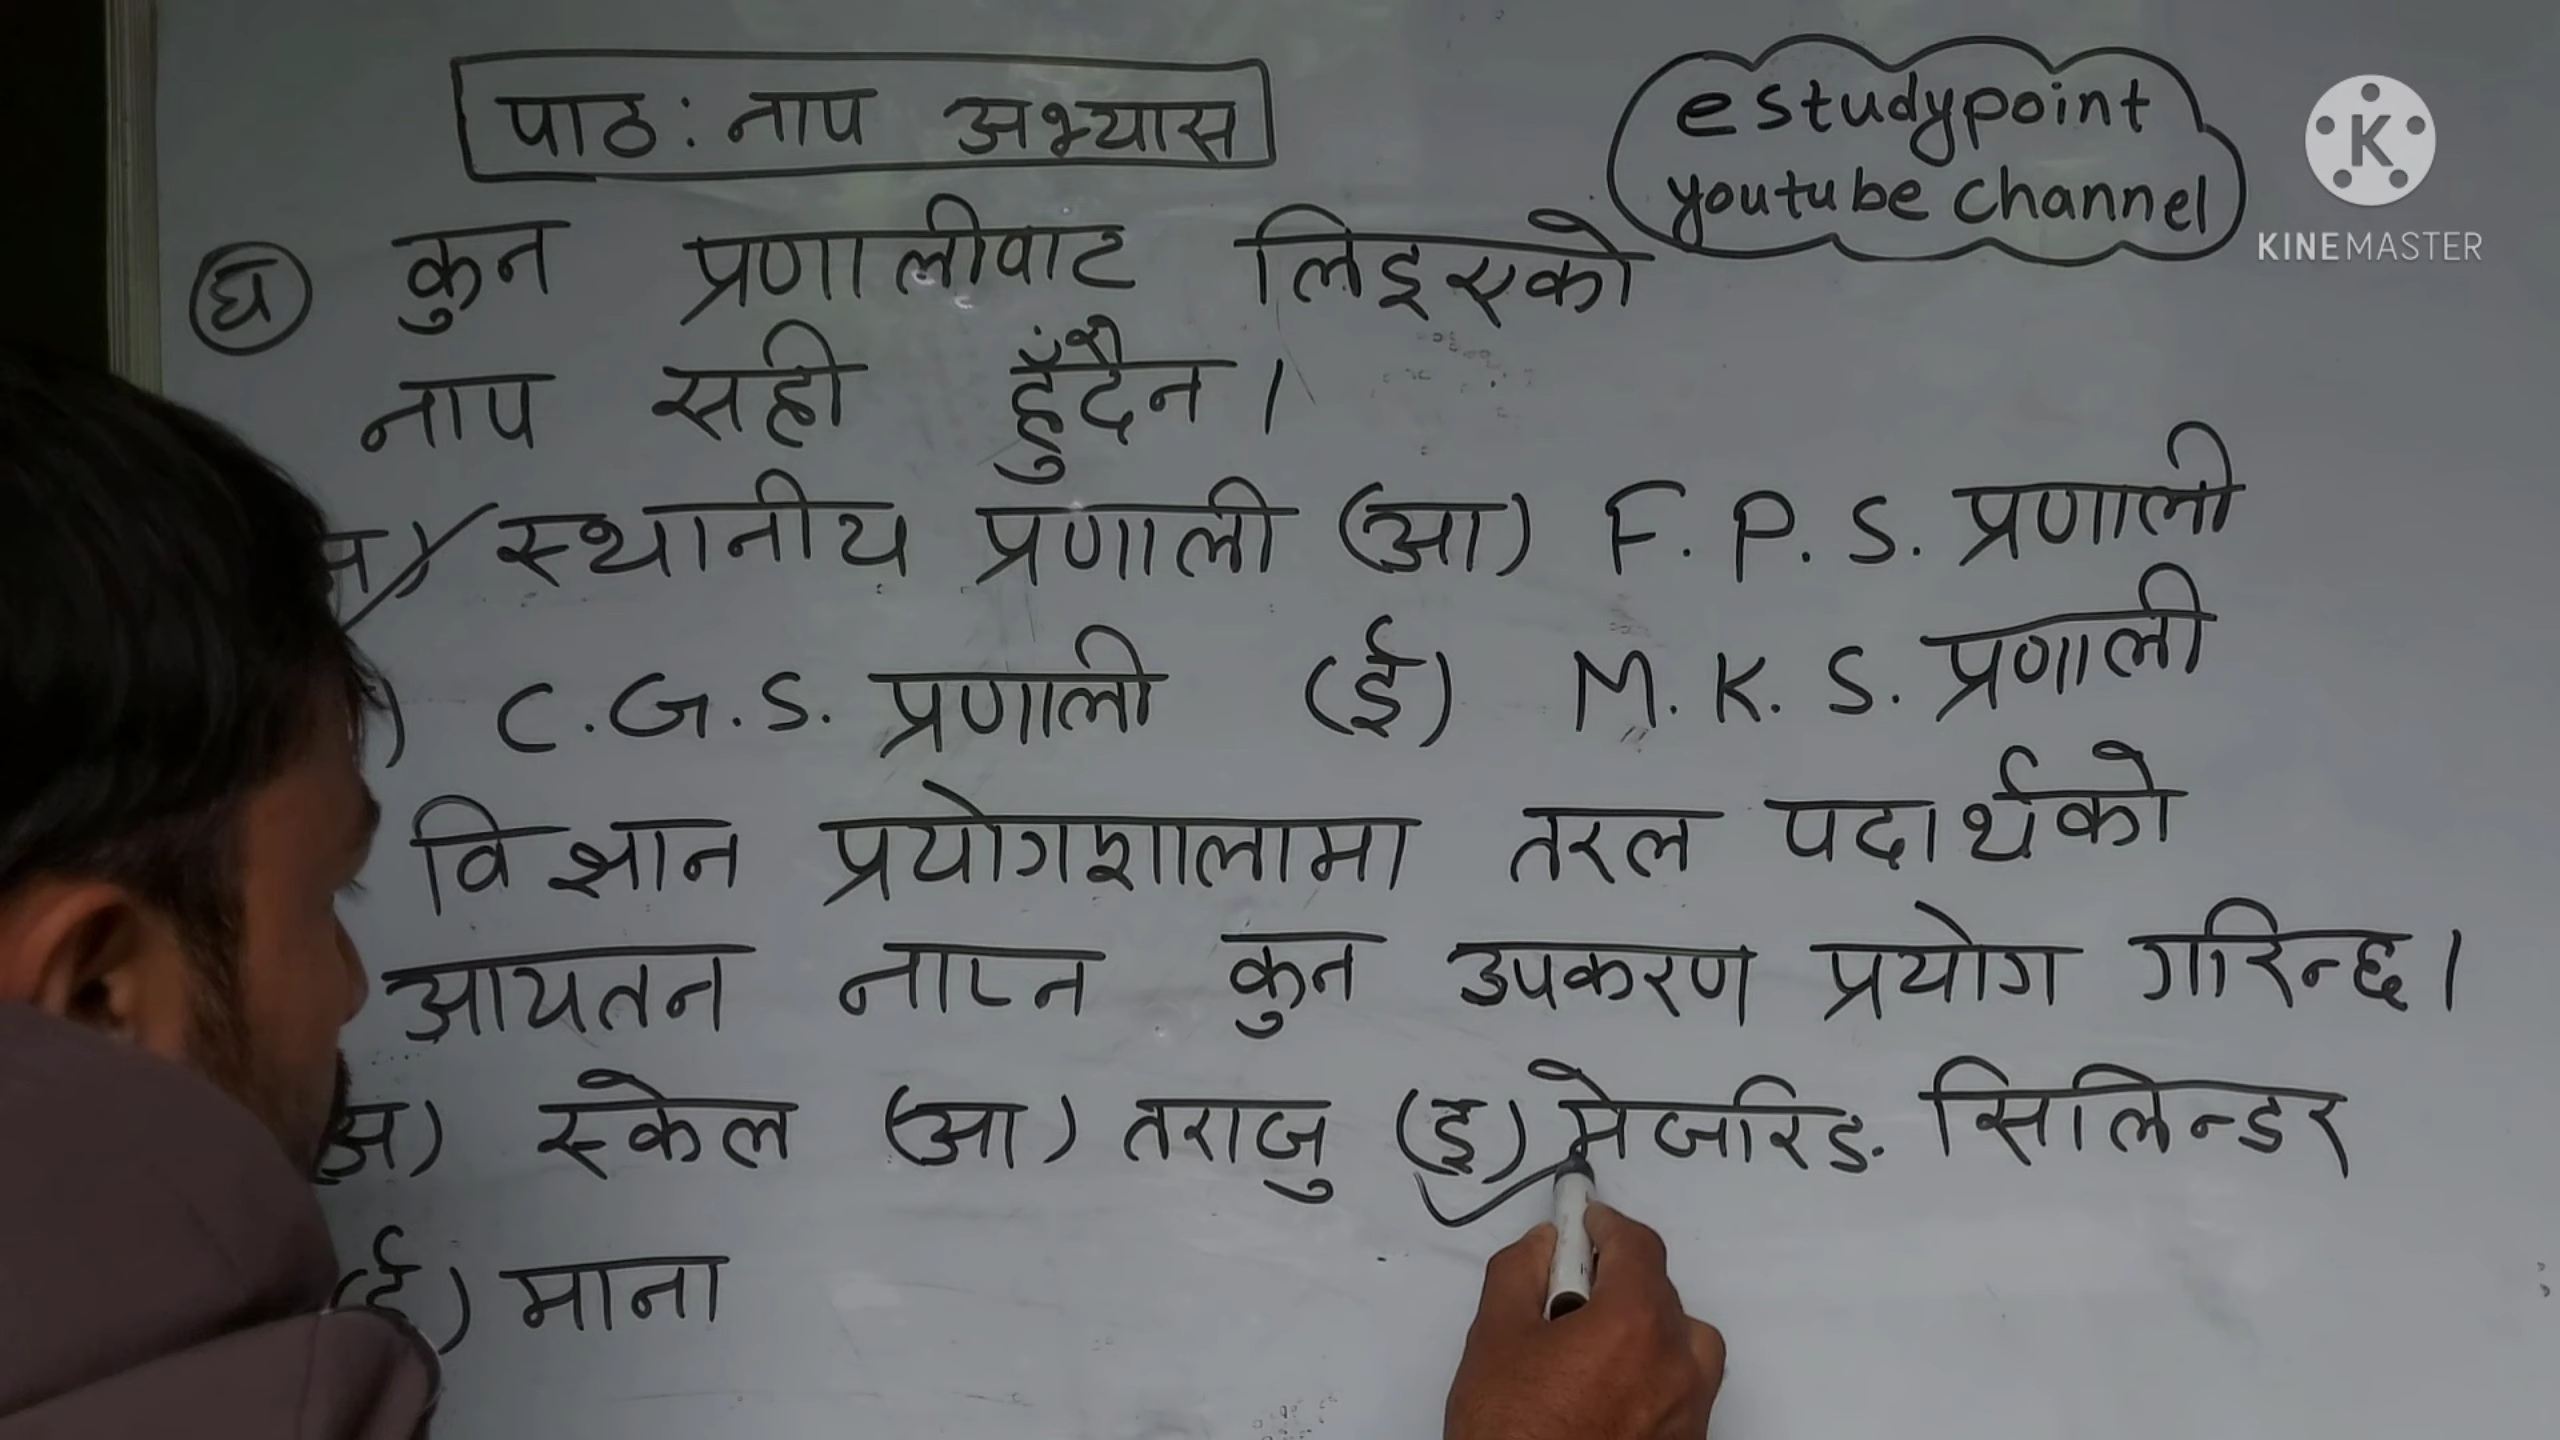 पाठ: नाप अभ्यास
estudypoint
youtube channel
KINEMASTER
घ कुन प्रणालीवाट लिइएको
नाप सही हुँदैन ।
अ) स्थानीय प्रणाली (आ) F. P. S. प्रणाली
) C.G.S. प्रणाली (ई) M. K. S. प्रणाली
विज्ञान प्रयोगशालामा तरल पदार्थको
आयतन नाप्न कुन उपकरण प्रयोग गरिन्छ ।
अ) स्केल (आ) तराजु (इ) मेजरिङ सिलिन्डर
(ई) माना